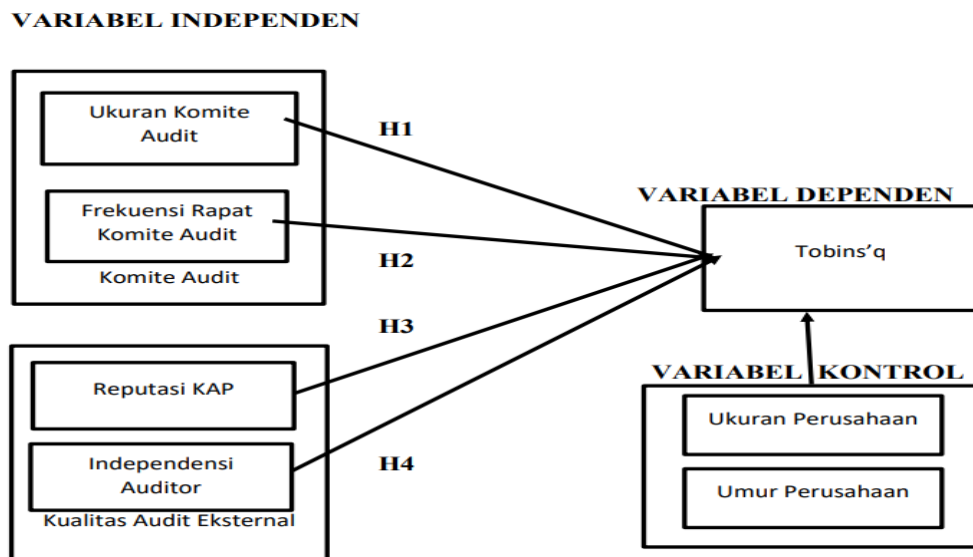 VARIABEL INDEPENDEN
Ukuran Komite
Audit
Frekuensi Rapat
Komite Audit
Komite Audit
H1
H2
H3
H4
Reputasi KAP
Independensi
Auditor
Kualitas Audit Eksternal
VARIABEL DEPENDEN
Tobins’q
VARIABEL KONTROL
Ukuran Perusahaan
Umur Perusahaan